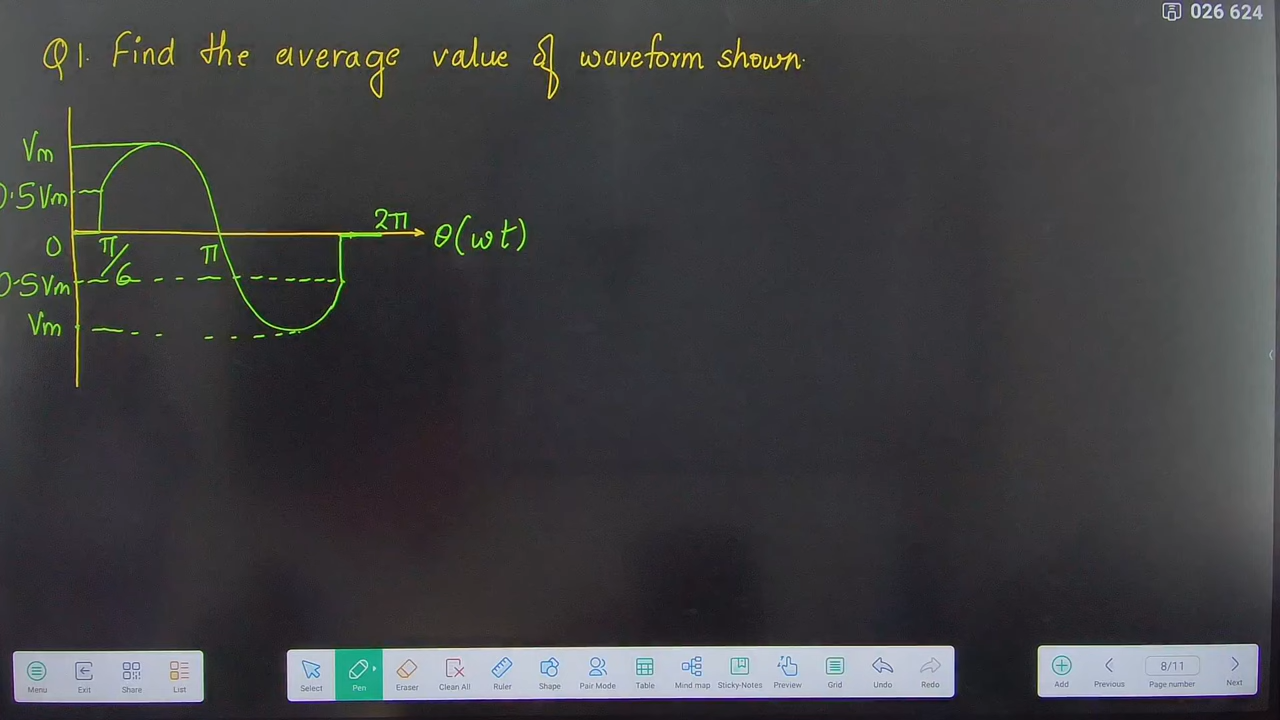 026 624
Q1. Find the average value of waveform shown.
Vm
0.5Vm
2π
θ(wt)
0
π/6
π
0.5Vm
Vm
Menu
Exit
Share
List
Select
Pen
Eraser
Clean All
Ruler
Shape
Pair Mode
Table
Mind map
Sticky-Notes
Preview
Grid
Undo
Redo
Add
Previous
8/11
Page number
Next